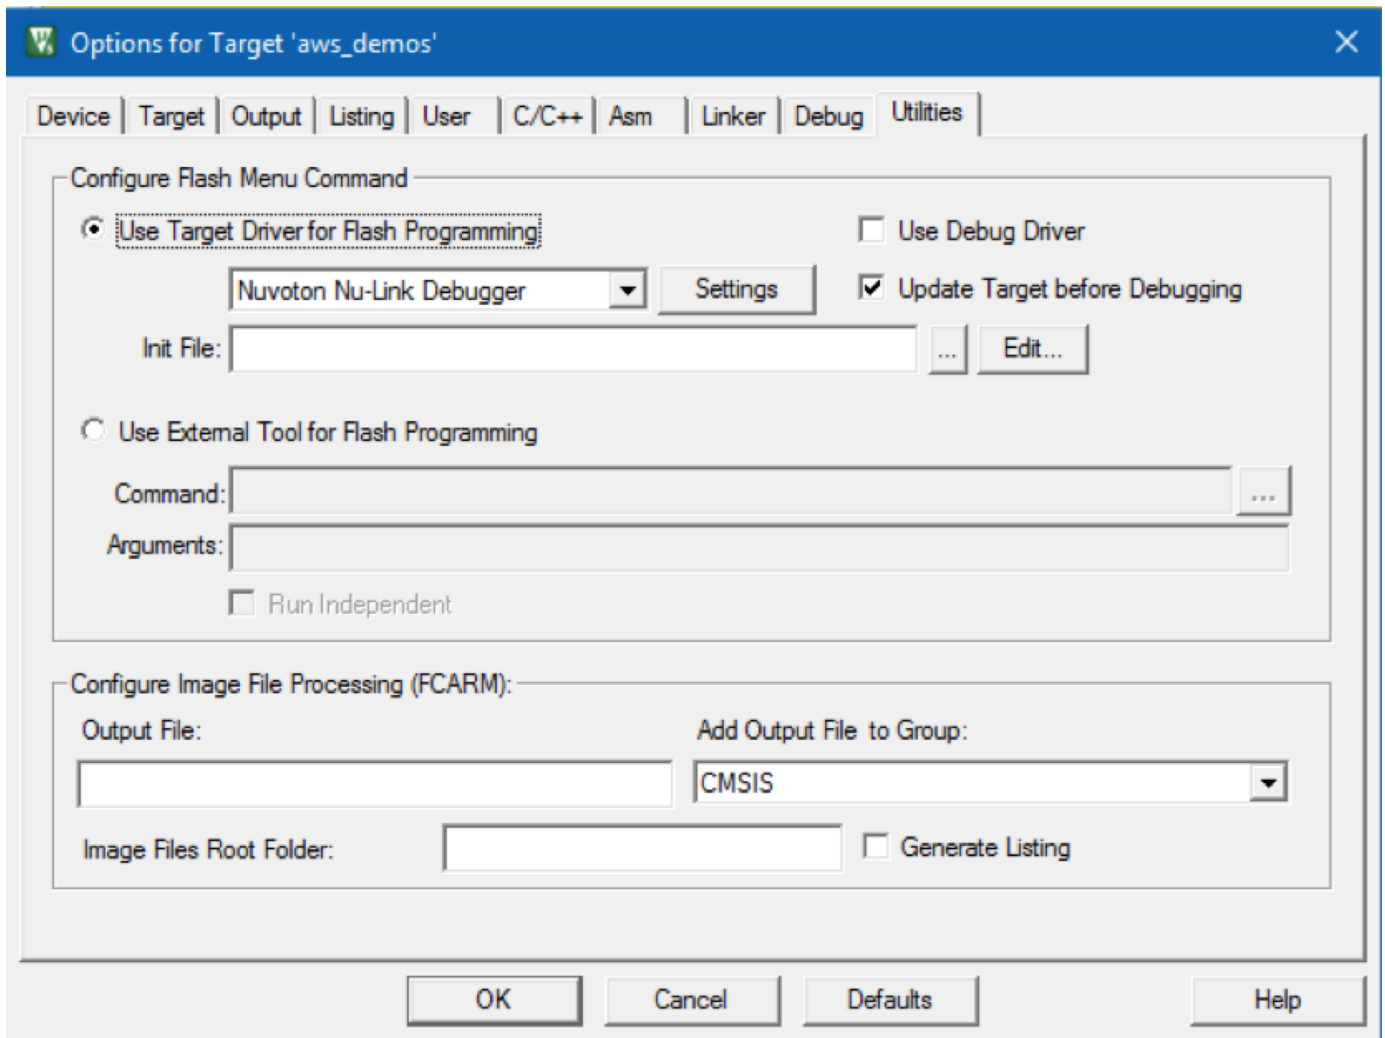 Options for Target 'aws_demos'
Device Target Output Listing User C/C++ Asm Linker Debug Utilities
Configure Flash Menu Command
Use Target Driver for Flash Programming Use Debug Driver
Nuvoton Nu-Link Debugger Settings Update Target before Debugging
Init File: ... Edit...
Use External Tool for Flash Programming
Command: ...
Arguments:
Run Independent
Configure Image File Processing (FCARM):
Output File: Add Output File to Group:
CMSIS
Image Files Root Folder: Generate Listing
OK Cancel Defaults Help